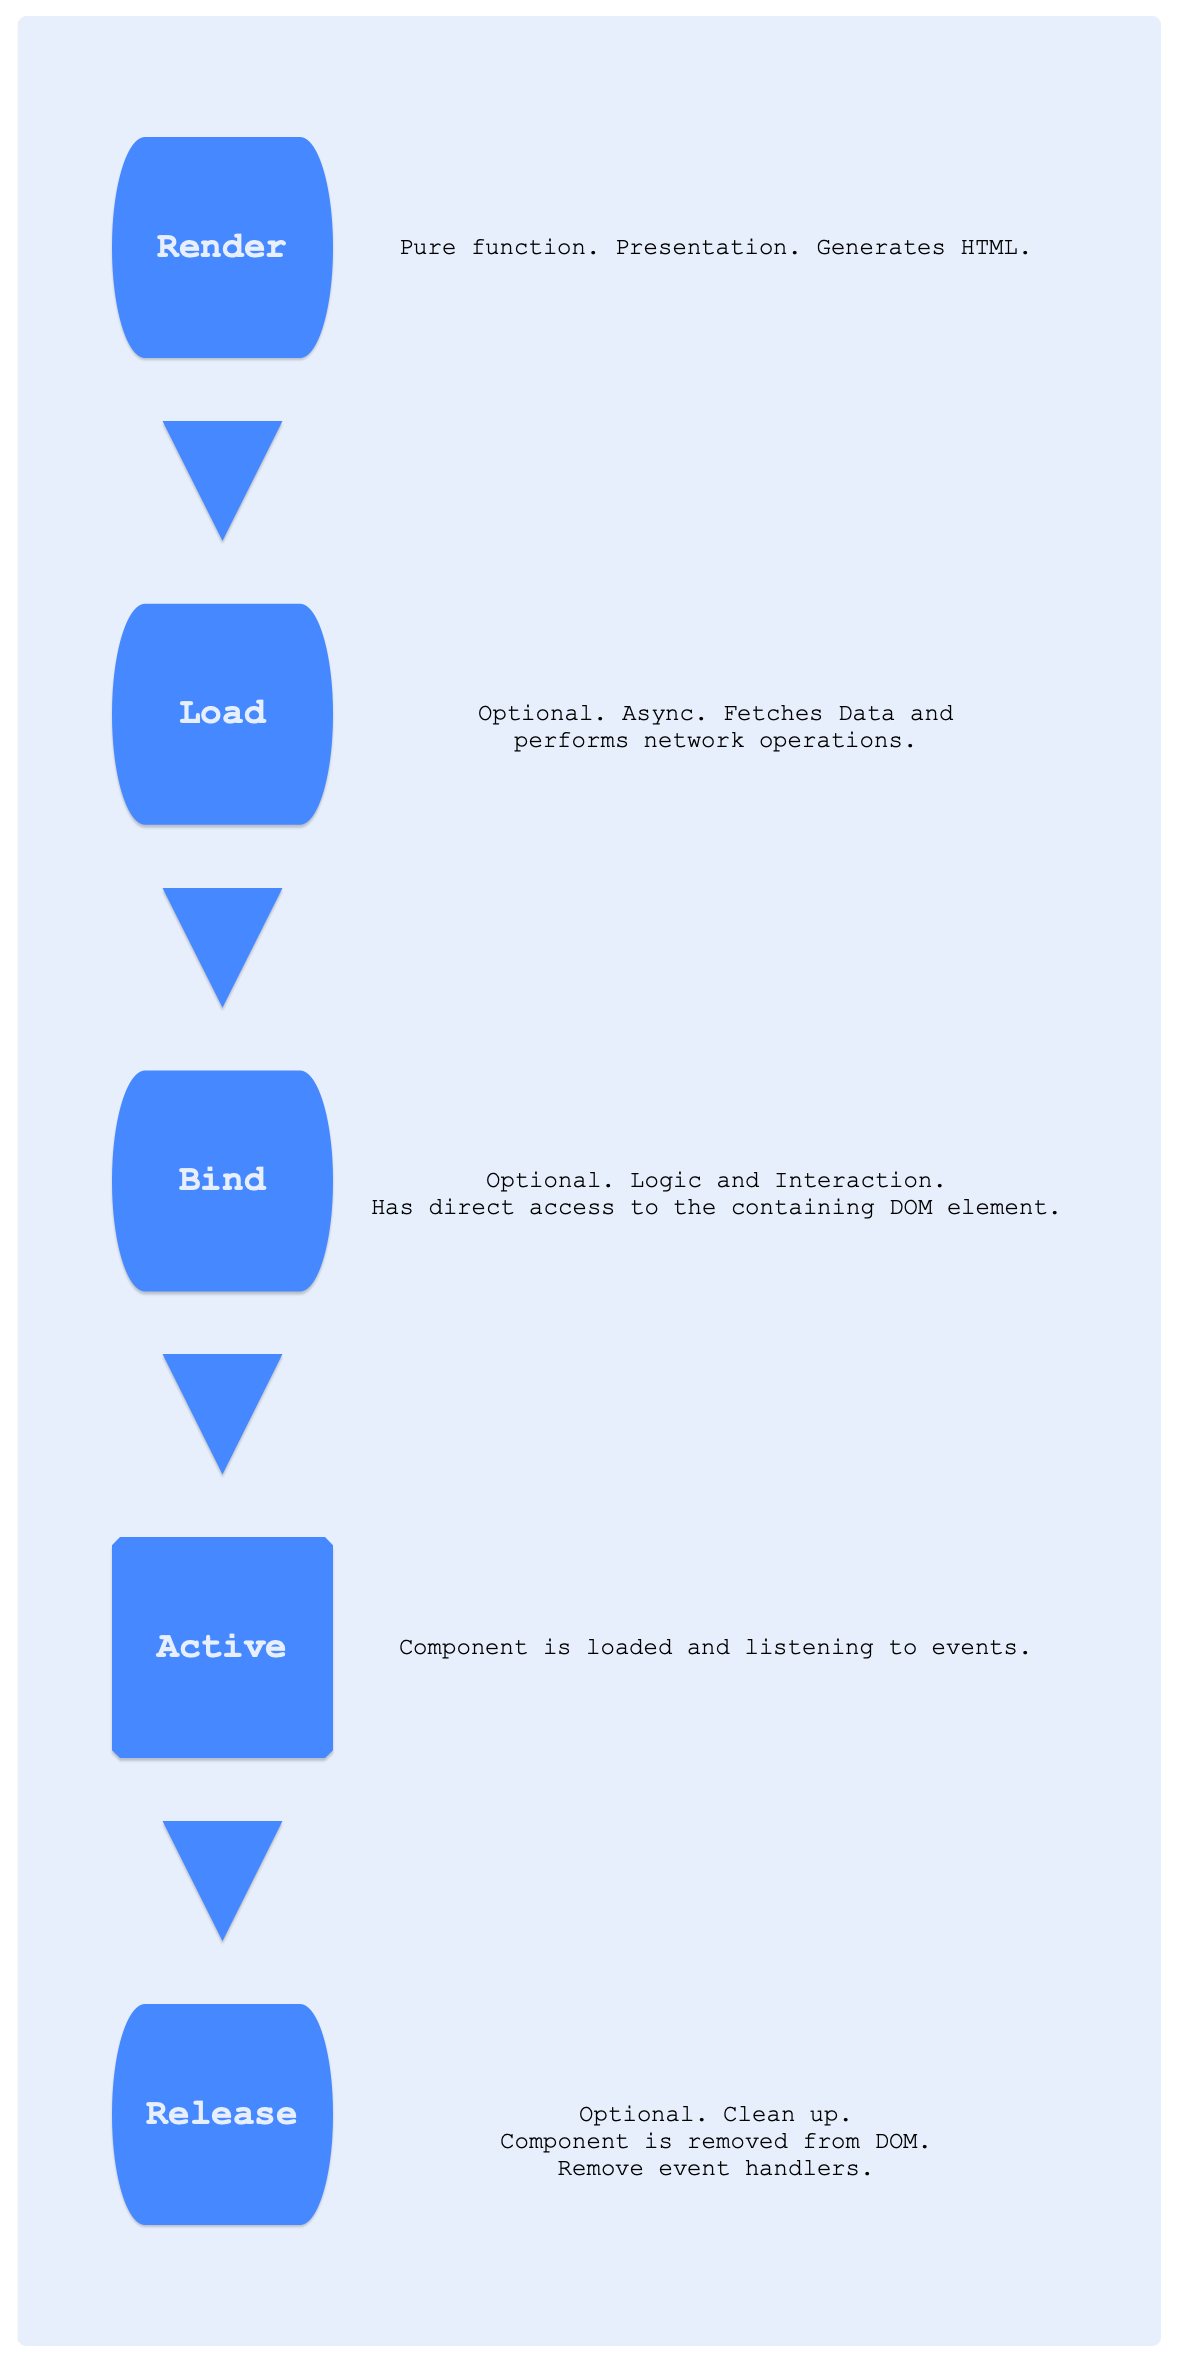 Render
Pure function. Presentation. Generates HTML.
Load
Optional. Async. Fetches Data and
performs network operations.
Bind
Optional. Logic and Interaction.
Has direct access to the containing DOM element.
Active
Component is loaded and listening to events.
Release
Optional. Clean up.
Component is removed from DOM.
Remove event handlers.